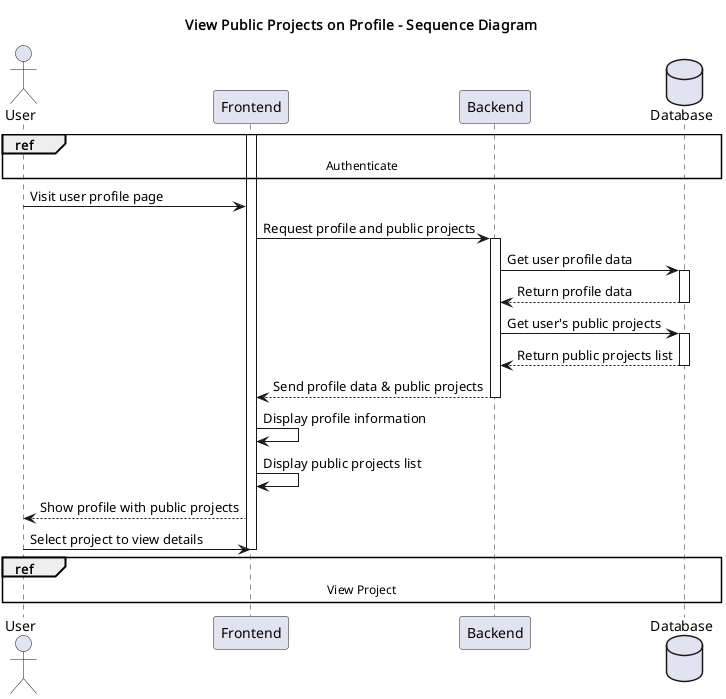 View Public Projects on Profile - Sequence Diagram
User
Frontend
Backend
Database
ref
Authenticate
Visit user profile page
Request profile and public projects
Get user profile data
Return profile data
Get user's public projects
Return public projects list
Send profile data & public projects
Display profile information
Display public projects list
Show profile with public projects
Select project to view details
ref
View Project
User
Frontend
Backend
Database